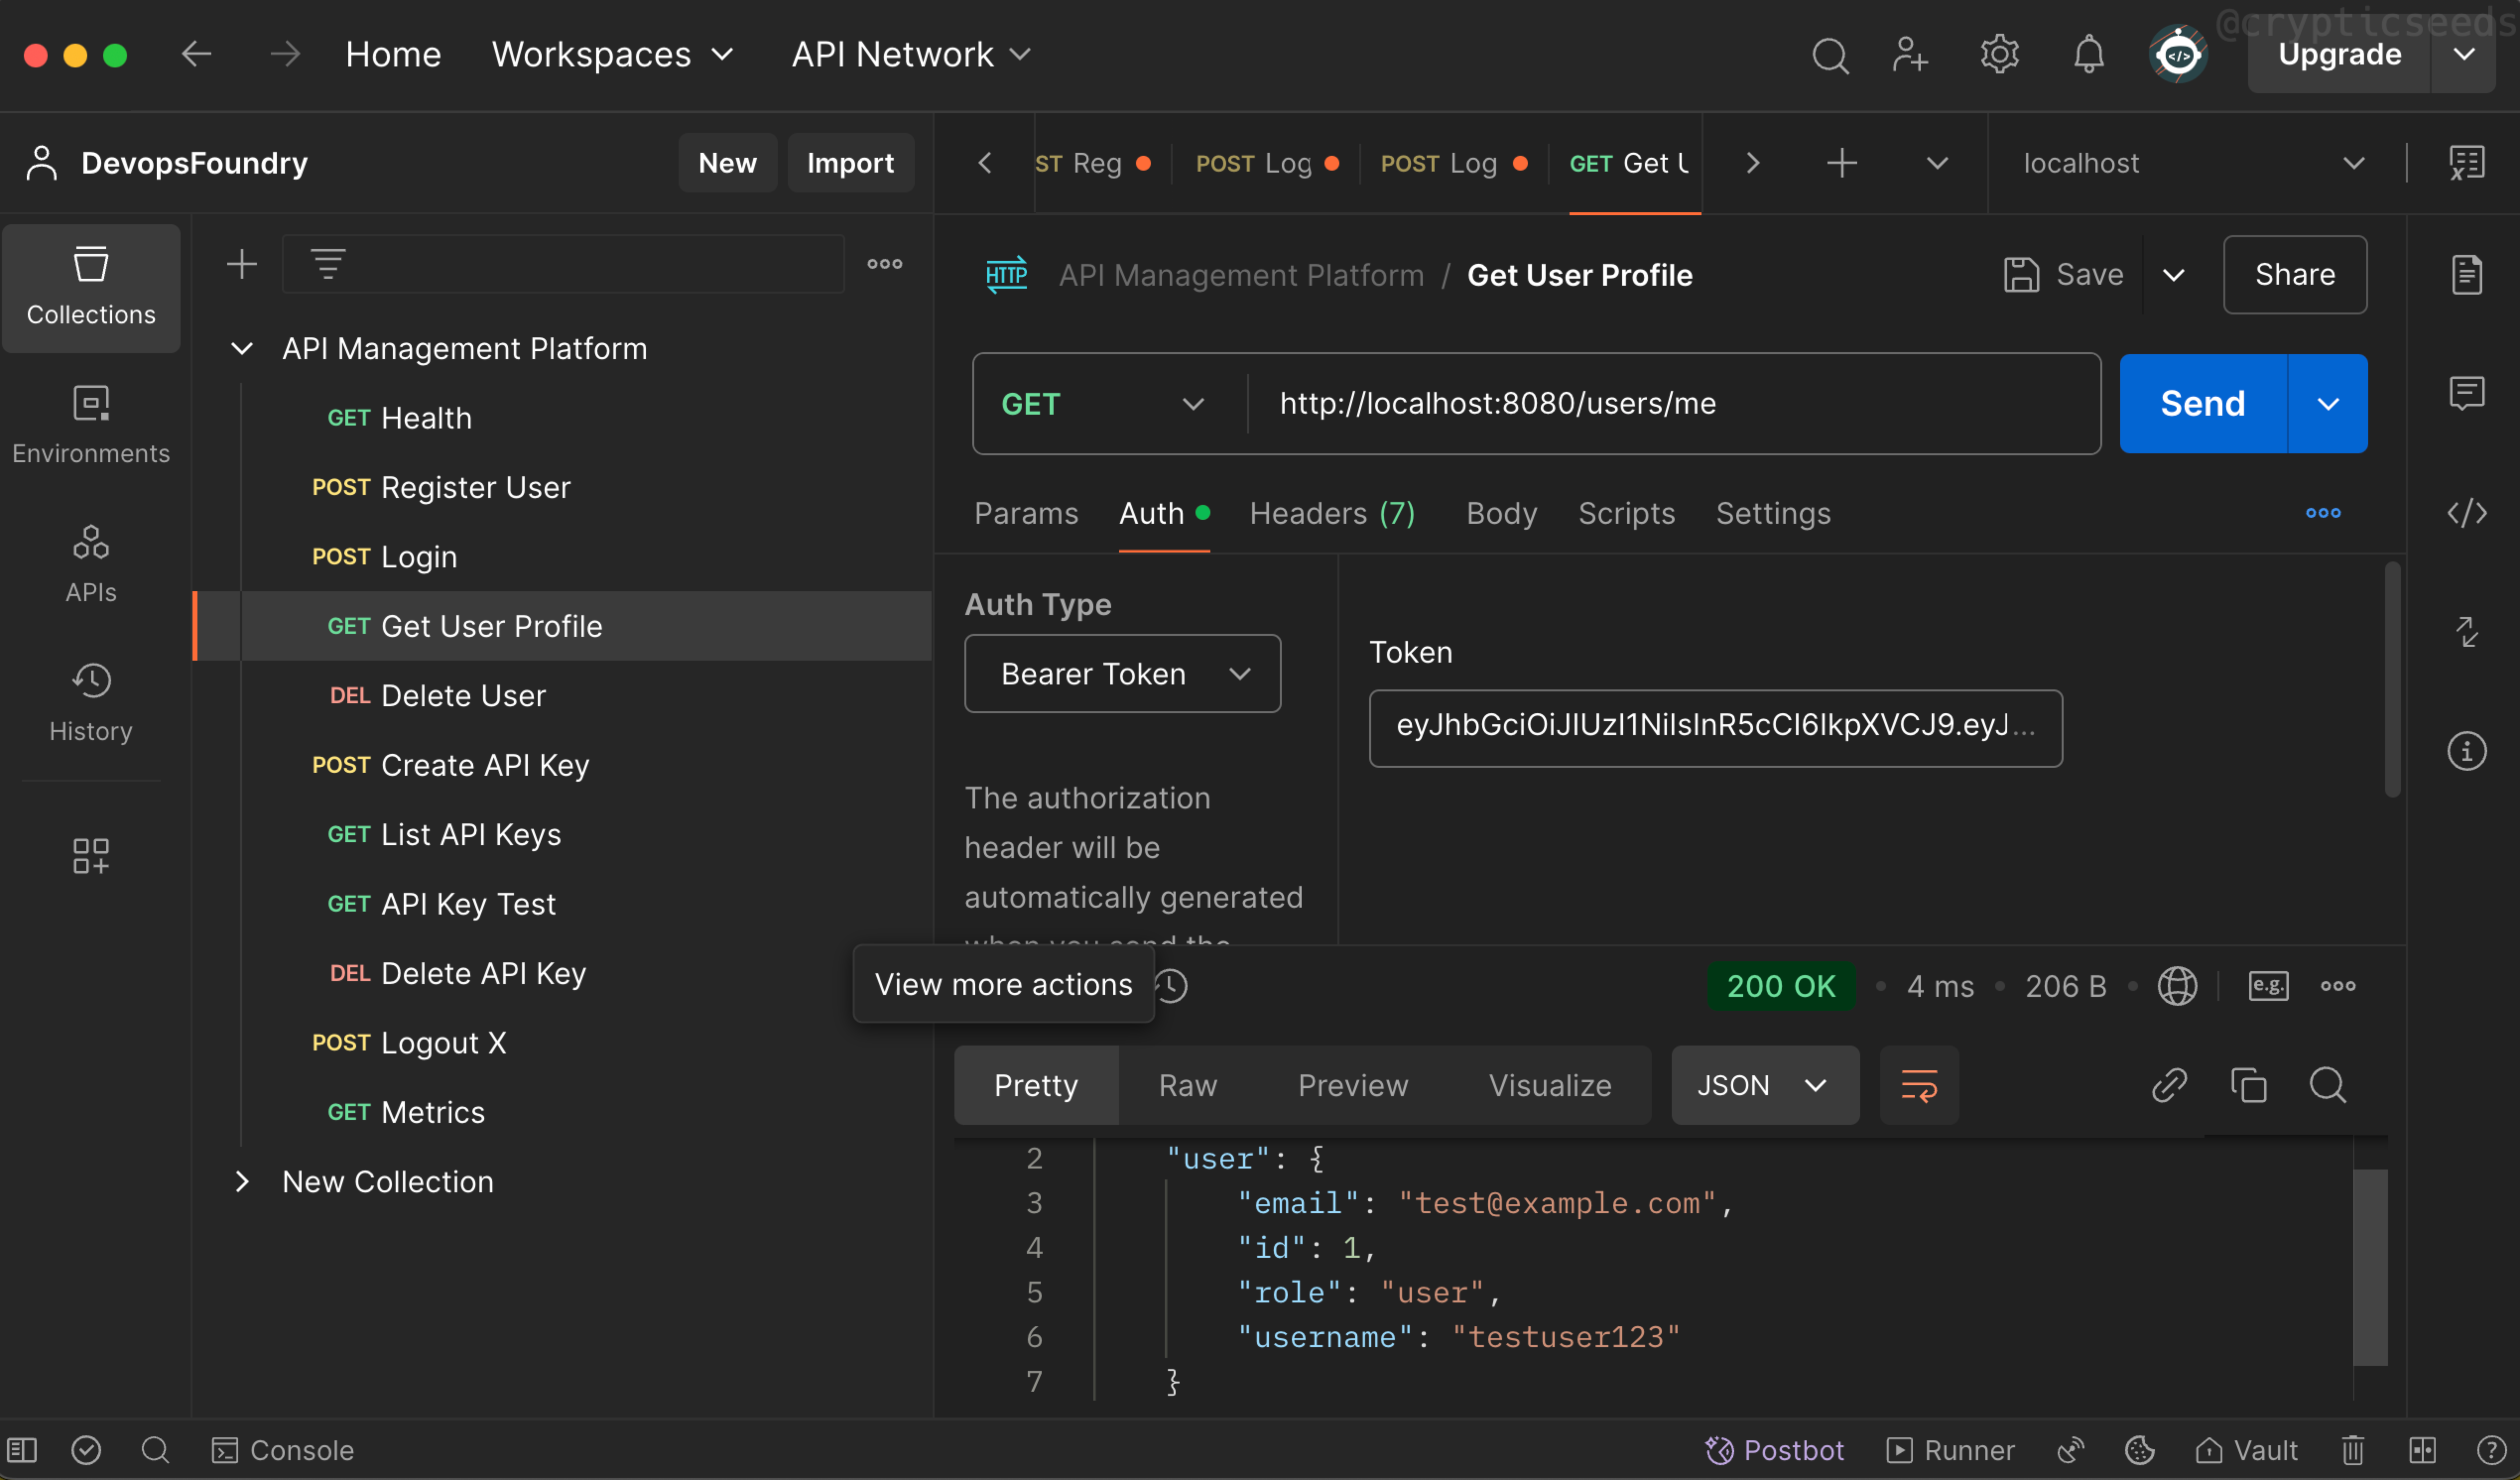 @crypticseeds
Home
Workspaces
API Network
Upgrade
DevopsFoundry
New
Import
ST Reg
POST Log
POST Log
GET Get U
localhost
Collections
Environments
APIs
History
API Management Platform
GET Health
POST Register User
POST Login
GET Get User Profile
DEL Delete User
POST Create API Key
GET List API Keys
GET API Key Test
DEL Delete API Key
POST Logout X
GET Metrics
New Collection
HTTP
API Management Platform / Get User Profile
Save
Share
GET
http://localhost:8080/users/me
Send
Params
Auth
Headers (7)
Body
Scripts
Settings
Auth Type
Bearer Token
The authorization
header will be
automatically generated
when you send the
Token
eyJhbGciOiJIUzI1NiIsInR5cCI6IkpXVCJ9.eyJ...
View more actions
200 OK
4 ms
206 B
e.g.
Pretty
Raw
Preview
Visualize
JSON
2 "user": {
3 "email": "test@example.com",
4 "id": 1,
5 "role": "user",
6 "username": "testuser123"
7 }
Console
Postbot
Runner
Vault